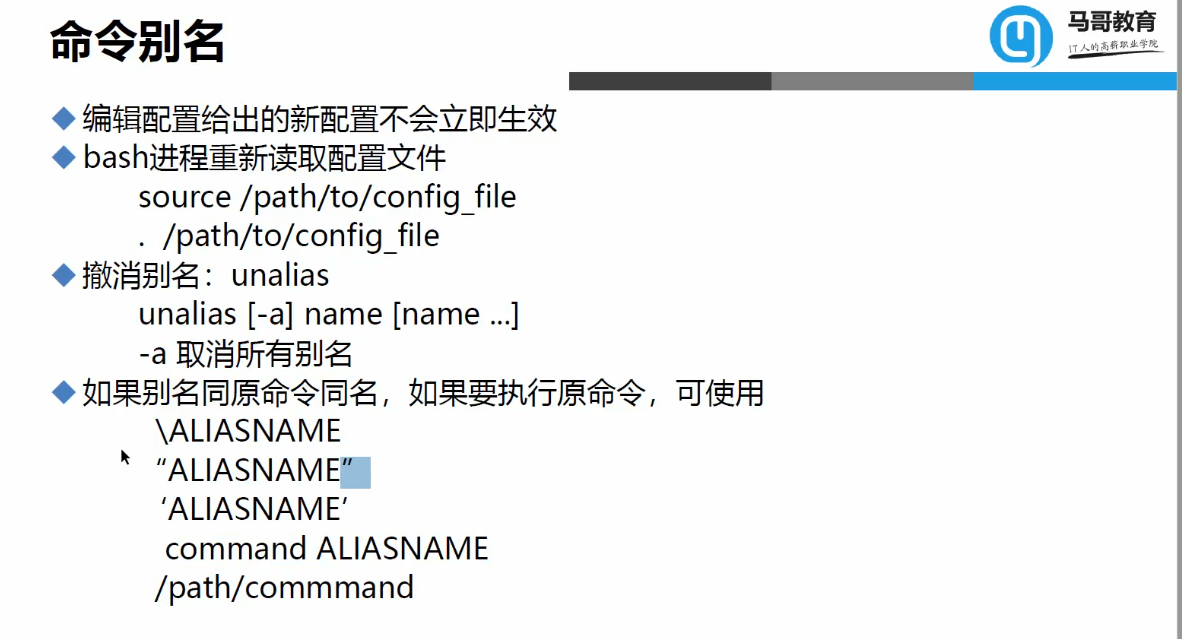 命令别名
马哥教育
IT人的高薪职业学院
编辑配置给出的新配置不会立即生效
bash进程重新读取配置文件
source /path/to/config_file
. /path/to/config_file
撤消别名：unalias
unalias [-a] name [name ...]
-a 取消所有别名
如果别名同原命令同名，如果要执行原命令，可使用
\ALIASNAME
“ALIASNAME”
‘ALIASNAME’
command ALIASNAME
/path/commmand